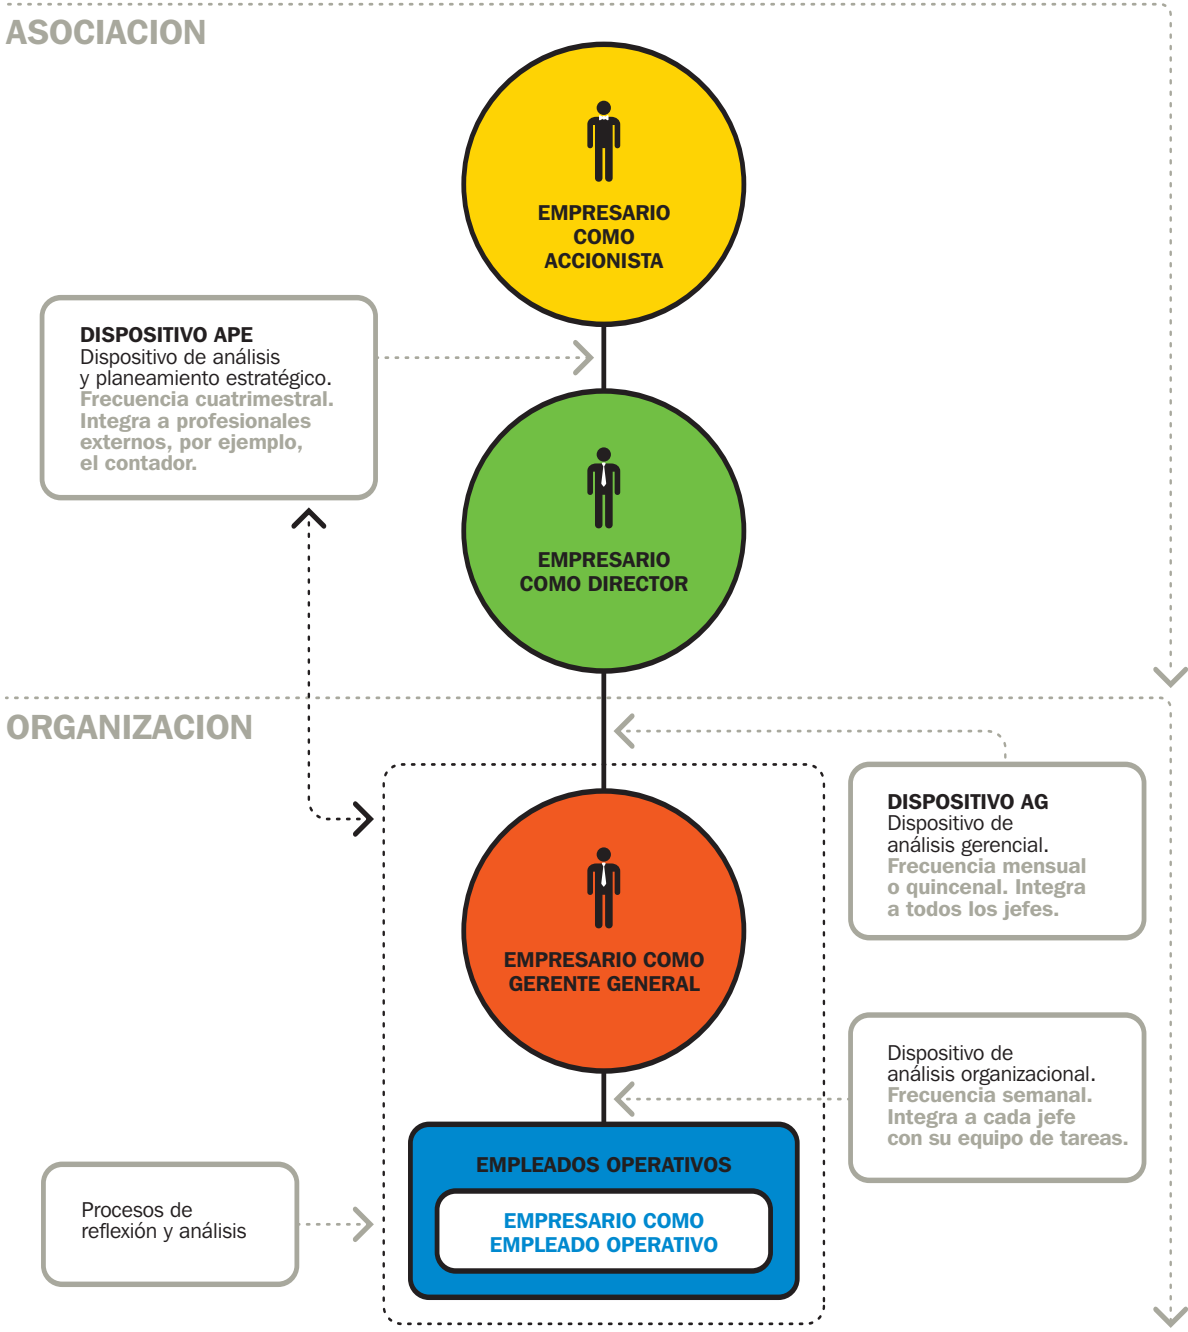 ASOCIACION
EMPRESARIO
COMO
ACCIONISTA
DISPOSITIVO APE
Dispositivo de análisis
y planeamiento estratégico.
Frecuencia cuatrimestral.
Integra a profesionales
externos, por ejemplo,
el contador.
EMPRESARIO
COMO DIRECTOR
ORGANIZACION
DISPOSITIVO AG
Dispositivo de
análisis gerencial.
Frecuencia mensual
o quincenal. Integra
a todos los jefes.
EMPRESARIO COMO
GERENTE GENERAL
Dispositivo de
análisis organizacional.
Frecuencia semanal.
Integra a cada jefe
con su equipo de tareas.
EMPLEADOS OPERATIVOS
EMPRESARIO COMO
EMPLEADO OPERATIVO
Procesos de
reflexión y análisis